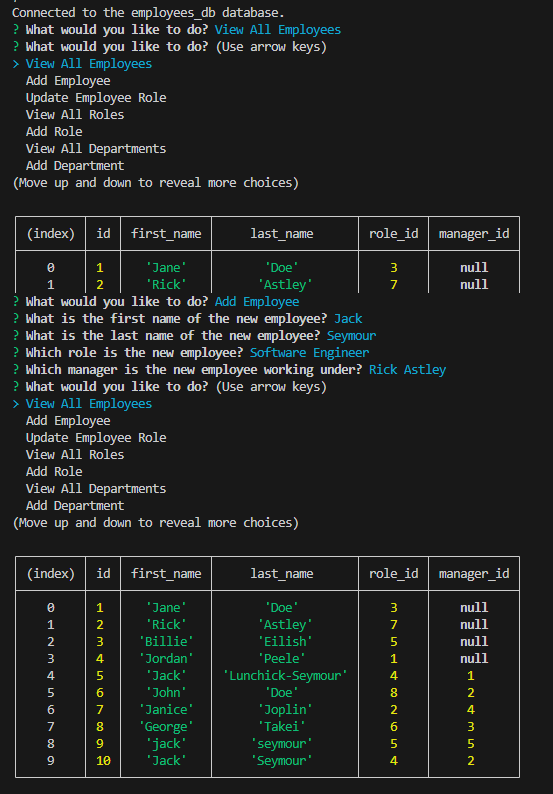 Connected to the employees_db database.
? What would you like to do? View All Employees
? What would you like to do? (Use arrow keys)
> View All Employees
Add Employee
Update Employee Role
View All Roles
Add Role
View All Departments
Add Department
(Move up and down to reveal more choices)
(index) id first_name last_name role_id manager_id
0 1 'Jane' 'Doe' 3 null
1 2 'Rick' 'Astley' 7 null
? What would you like to do? Add Employee
? What is the first name of the new employee? Jack
? What is the last name of the new employee? Seymour
? Which role is the new employee? Software Engineer
? Which manager is the new employee working under? Rick Astley
? What would you like to do? (Use arrow keys)
> View All Employees
Add Employee
Update Employee Role
View All Roles
Add Role
View All Departments
Add Department
(Move up and down to reveal more choices)
(index) id first_name last_name role_id manager_id
0 1 'Jane' 'Doe' 3 null
1 2 'Rick' 'Astley' 7 null
2 3 'Billie' 'Eilish' 5 null
3 4 'Jordan' 'Peele' 1 null
4 5 'Jack' 'Lunchick-Seymour' 4 1
5 6 'John' 'Doe' 8 2
6 7 'Janice' 'Joplin' 2 4
7 8 'George' 'Takei' 6 3
8 9 'jack' 'seymour' 5 5
9 10 'Jack' 'Seymour' 4 2